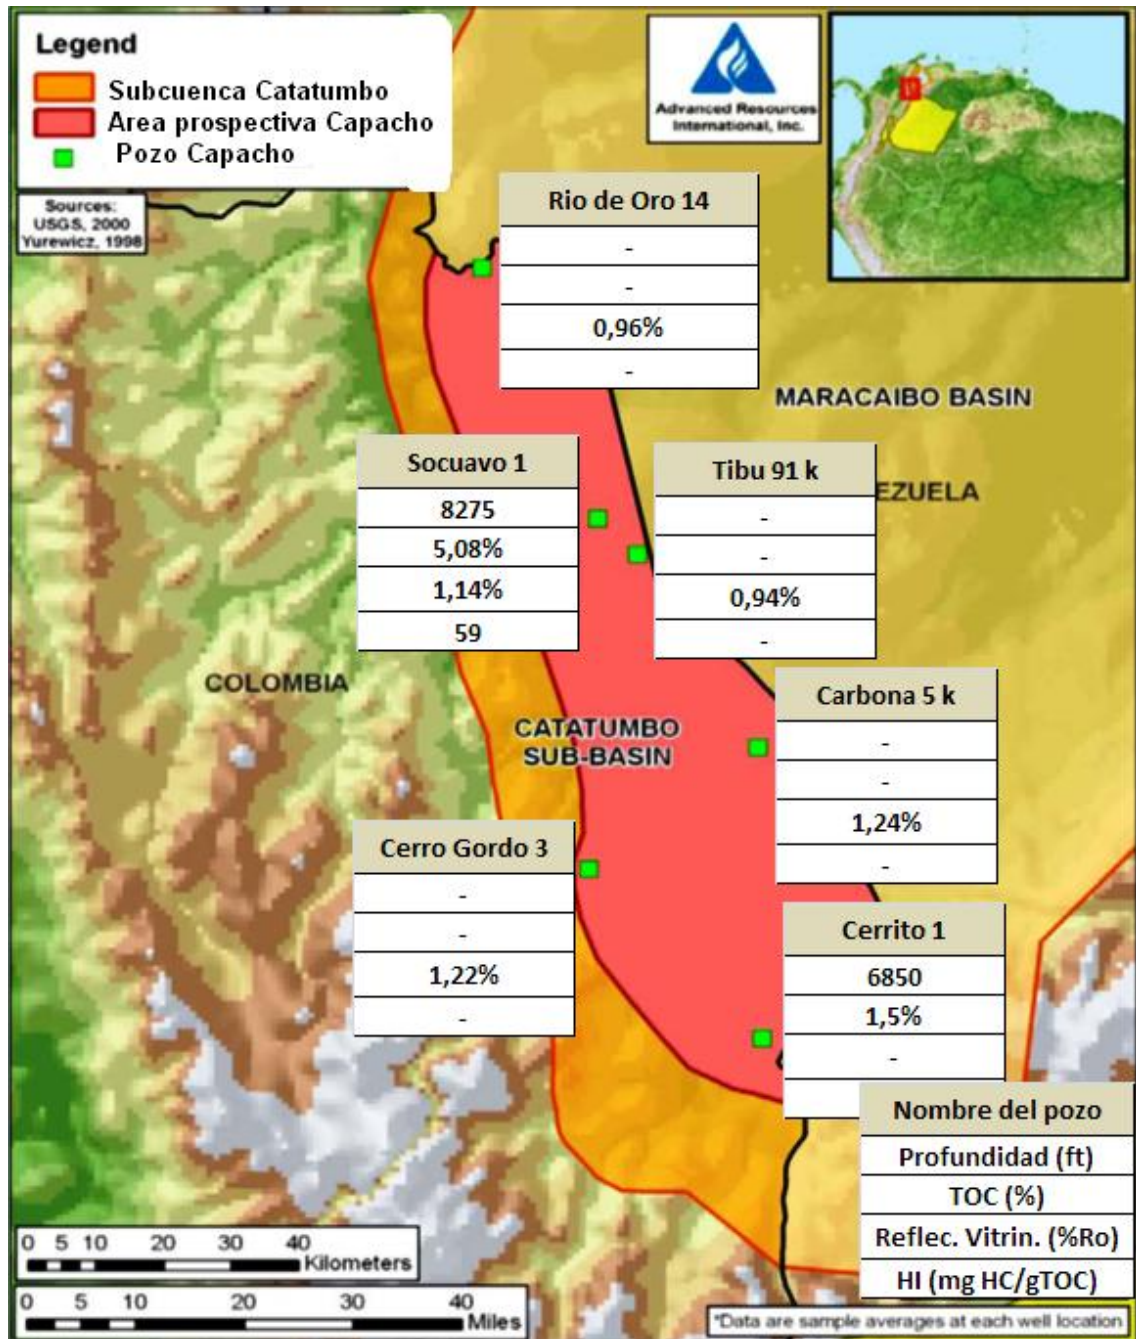 Legend
Subcuenca Catatumbo
Area prospectiva Capacho
Pozo Capacho
Sources:
USGS, 2000
Yurewicz, 1998
Advanced Resources
International, Inc.
Rio de Oro 14
-
-
0,96%
-
MARACAIBO BASIN
Socuavo 1
8275
5,08%
1,14%
59
Tibu 91 k
-
-
0,94%
-
EZUELA
COLOMBIA
CATATUMBO
SUB-BASIN
Carbona 5 k
-
-
1,24%
-
Cerro Gordo 3
-
-
1,22%
-
Cerrito 1
6850
1,5%
-
Nombre del pozo
Profundidad (ft)
TOC (%)
Reflec. Vitrin. (%Ro)
HI (mg HC/gTOC)
0 5 10 20 30 40
Kilometers
0 5 10 20 30 40
Miles
*Data are sample averages at each well location